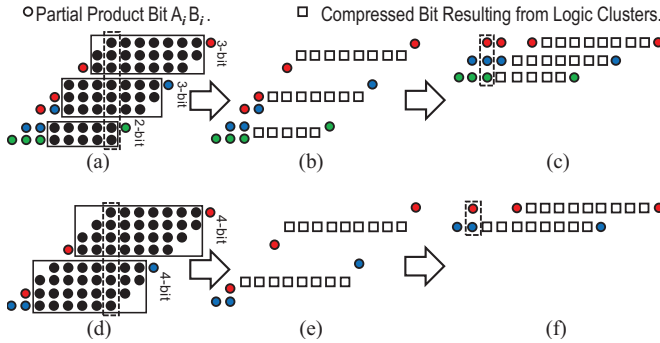 Partial Product Bit AᵢBᵢ.
Compressed Bit Resulting from Logic Clusters.
3-bit
3-bit
2-bit
(a)
(b)
(c)
4-bit
4-bit
(d)
(e)
(f)